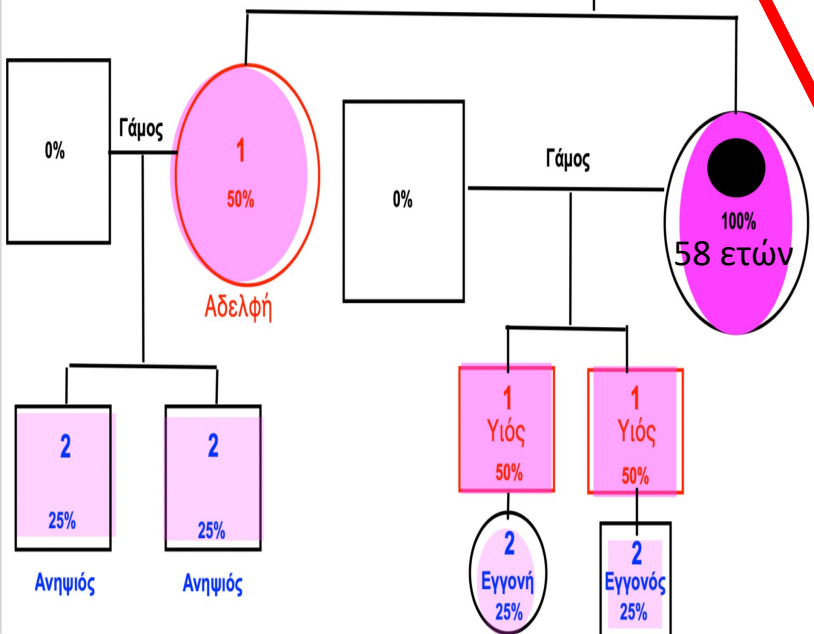 0%
Γάμος
1
50%
Αδελφή
0%
Γάμος
100%
58 ετών
2
25%
Ανηψιός
2
25%
Ανηψιός
1
Υιός
50%
1
Υιός
50%
2
Εγγονή
25%
2
Εγγονός
25%